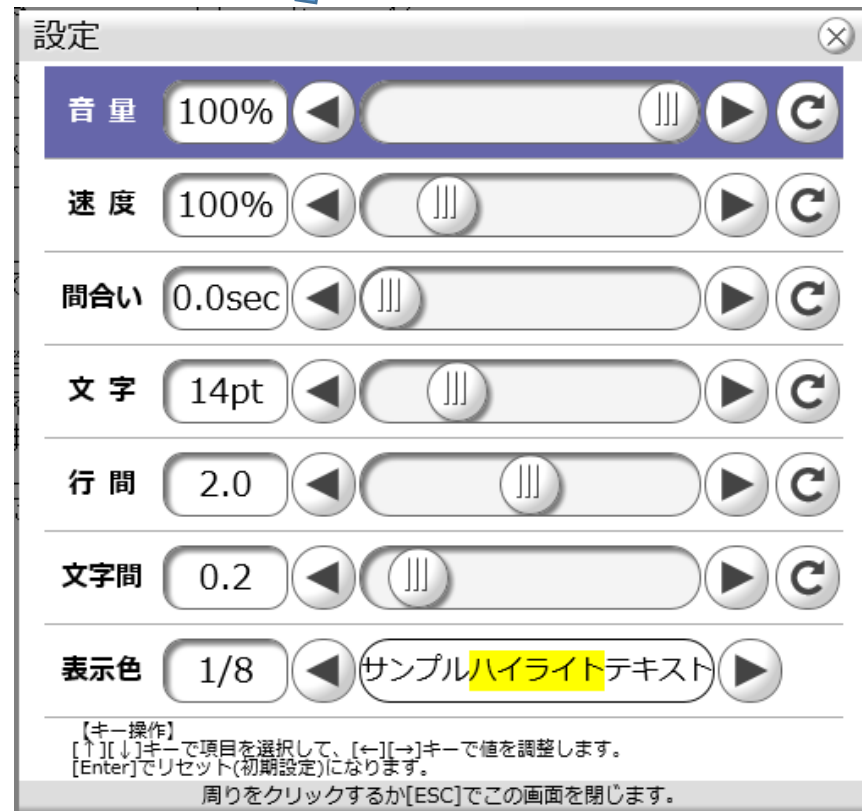 設定
音量 100%
速度 100%
間合い 0.0sec
文字 14pt
行間 2.0
文字間 0.2
表示色 1/8 サンプルハイライトテキスト
【キー操作】
[↑][↓]キーで項目を選択して、[←][→]キーで値を調整します。
[Enter]でリセット(初期設定)になります。
周りをクリックするか[ESC]でこの画面を閉じます。